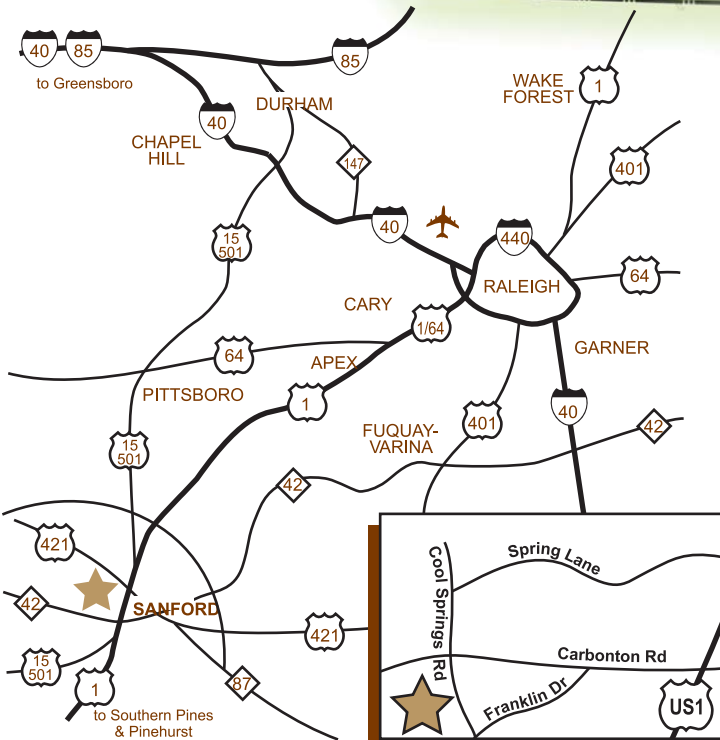 40
85
to Greensboro
85
DURHAM
WAKE
FOREST
1
40
CHAPEL
HILL
147
401
15
501
40
440
64
RALEIGH
CARY
1/64
GARNER
64
APEX
PITTSBORO
1
40
FUQUAY-
VARINA
401
42
15
501
42
421
42
SANFORD
421
15
501
1
87
to Southern Pines
& Pinehurst
Cool Springs Rd
Spring Lane
Carbonton Rd
Franklin Dr
US1